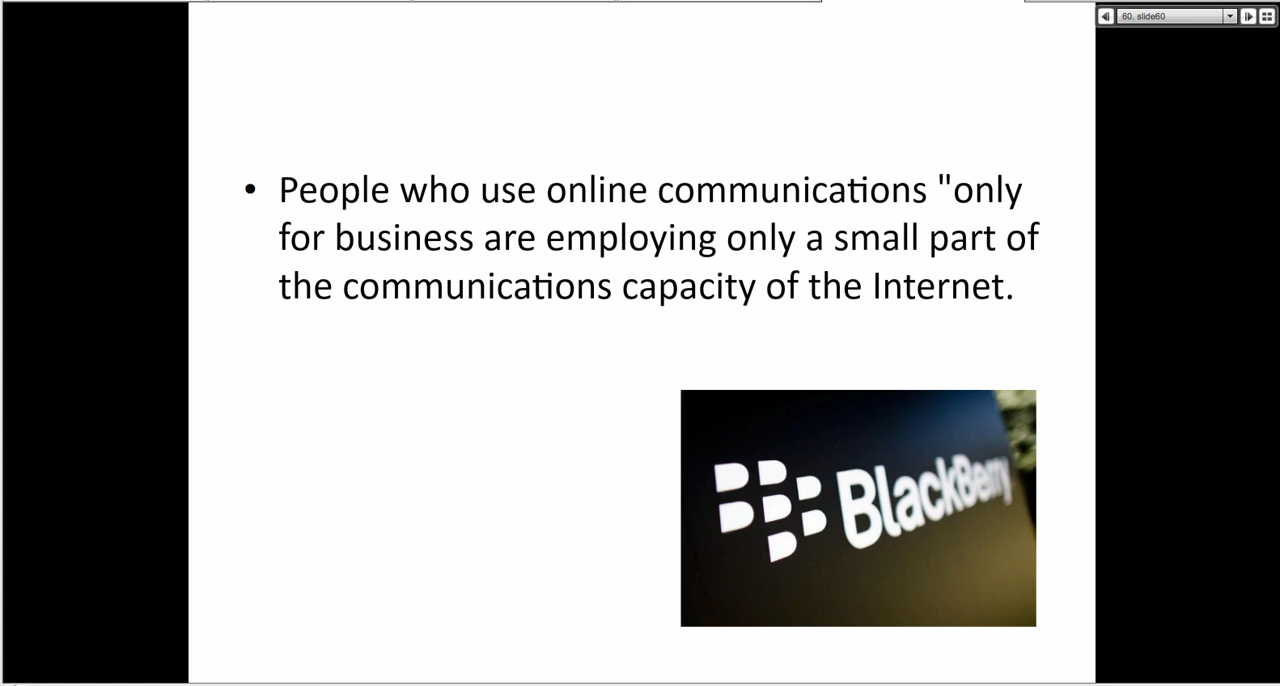 60. slide60
• People who use online communications "only
for business are employing only a small part of
the communications capacity of the Internet.
BlackBerry